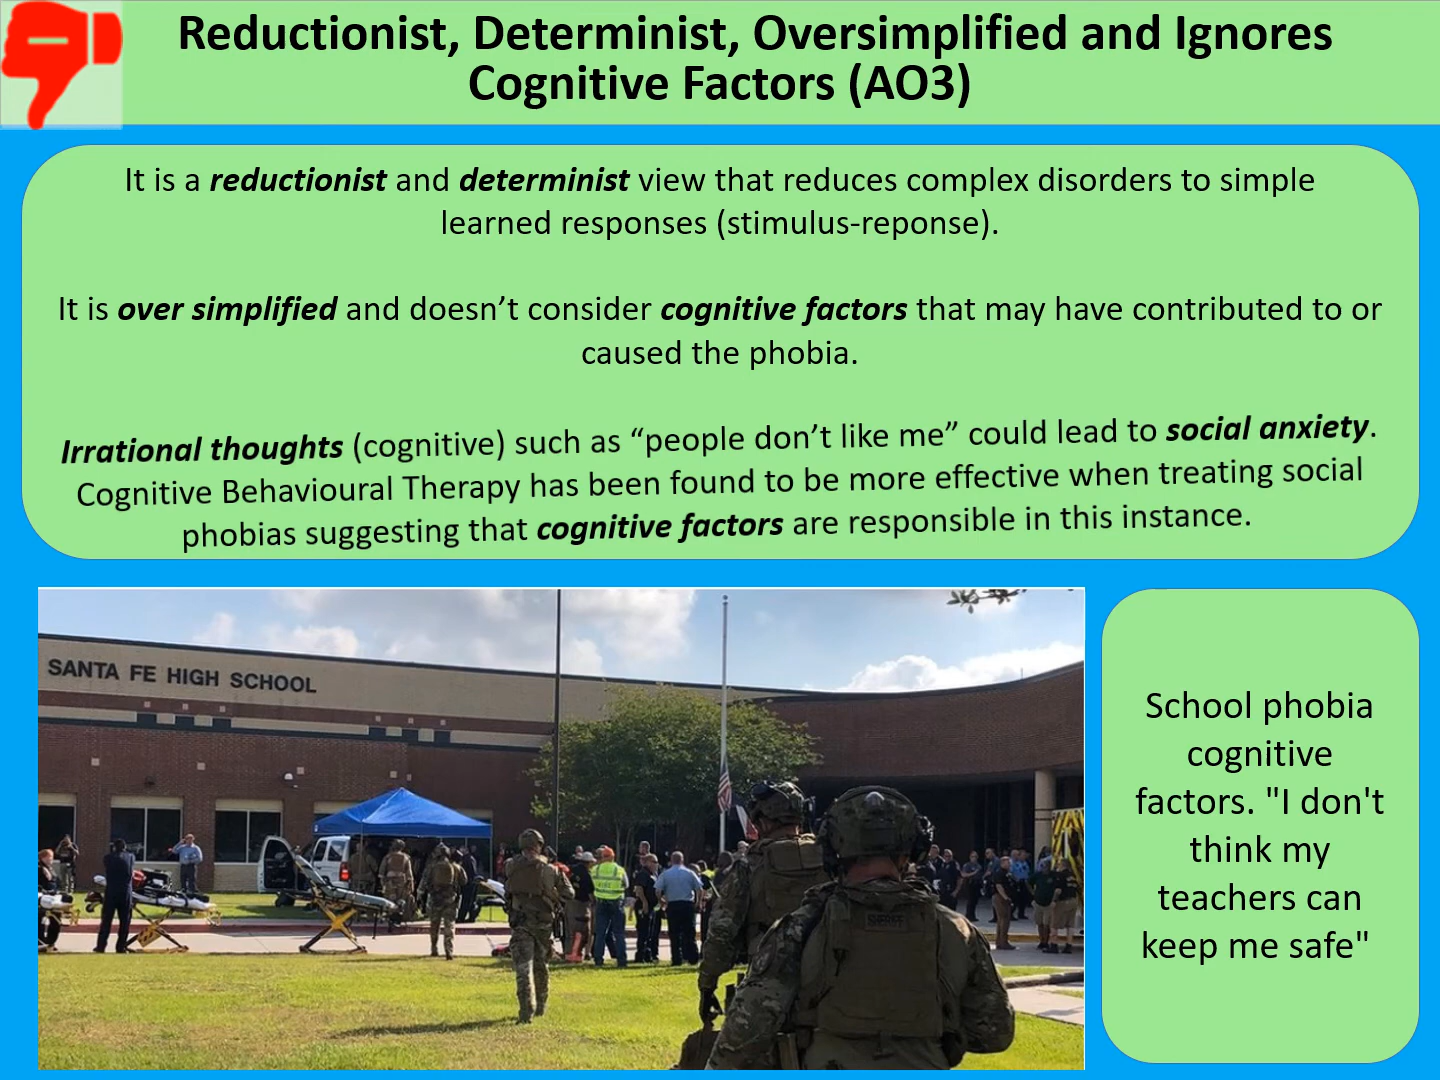 Reductionist, Determinist, Oversimplified and Ignores
Cognitive Factors (AO3)
It is a reductionist and determinist view that reduces complex disorders to simple
learned responses (stimulus-reponse).
It is over simplified and doesn’t consider cognitive factors that may have contributed to or
caused the phobia.
Irrational thoughts (cognitive) such as “people don’t like me” could lead to social anxiety.
Cognitive Behavioural Therapy has been found to be more effective when treating social
phobias suggesting that cognitive factors are responsible in this instance.
SANTA FE HIGH SCHOOL
SHERIFF
School phobia
cognitive
factors. "I don't
think my
teachers can
keep me safe"